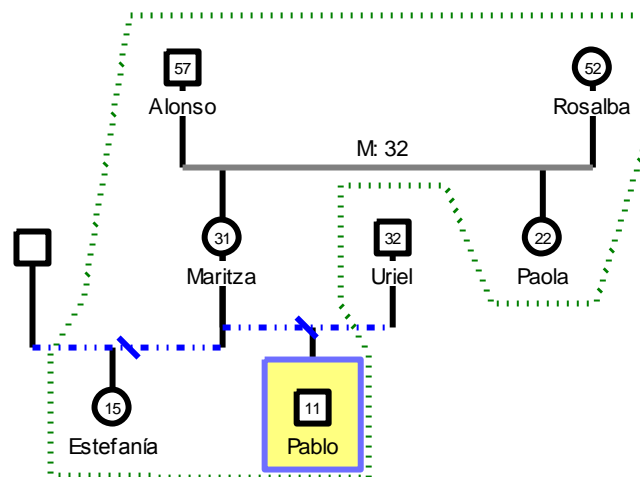 57
52
Alonso
Rosalba
M: 32
31
32
22
Maritza
Uriel
Paola
15
11
Estefanía
Pablo